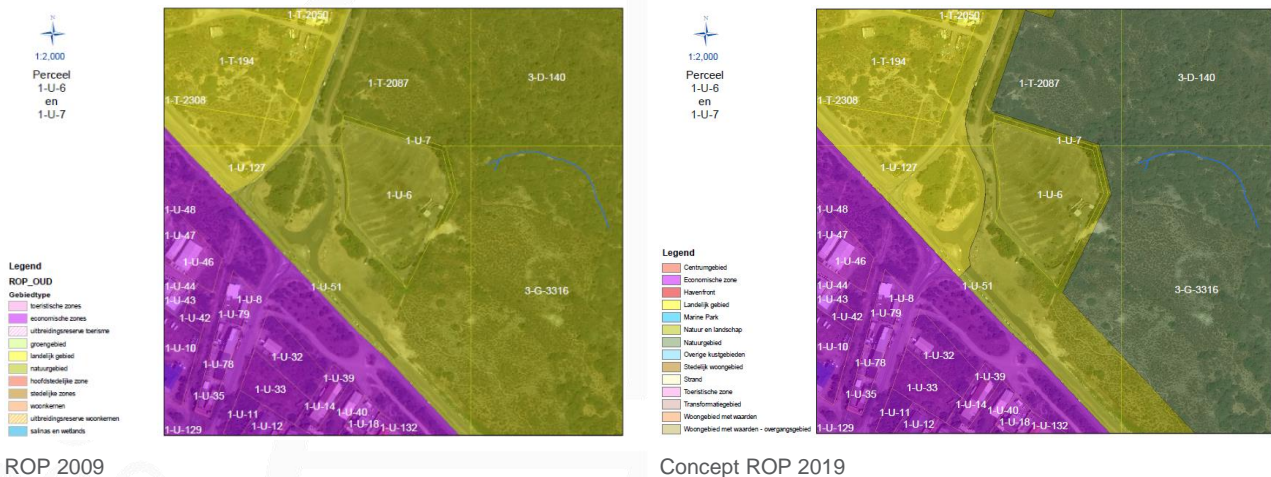 N
1:2,000
Perceel
1-U-6
en
1-U-7
Legend
ROP_OUD
Gebiedtype
toeristische zones
economische zones
uitbreidingsreserve toerisme
groengebied
landelijk gebied
natuurgebied
hoofdstedelijke zone
stedelijke zones
woonkernen
uitbreidingsreserve woonkernen
salinas en wetlands
1-T-2050
1-T-194
1-T-2087
3-D-140
1-T-2308
1-U-7
1-U-127
1-U-6
1-U-48
1-U-47
1-U-46
1-U-44
1-U-8
1-U-51
3-G-3316
1-U-43
1-U-42
1-U-79
1-U-10
1-U-32
1-U-78
1-U-33
1-U-39
1-U-35
1-U-14
1-U-40
1-U-11
1-U-18
1-U-132
1-U-129
1-U-12
ROP 2009
N
1:2,000
Perceel
1-U-6
en
1-U-7
Legend
Centrumgebied
Economische zone
Havenfront
Landelijk gebied
Marine Park
Natuur en landschap
Natuurgebied
Overige kustgebieden
Stedelijk woongebied
Strand
Toeristische zone
Transformatiegebied
Woongebied met waarden
Woongebied met waarden - overgangsgebied
1-T-2050
1-T-194
1-T-2087
3-D-140
1-T-2308
1-U-7
1-U-127
1-U-6
1-U-48
1-U-47
1-U-46
1-U-44
1-U-8
1-U-51
3-G-3316
1-U-43
1-U-42
1-U-79
1-U-10
1-U-32
1-U-78
1-U-33
1-U-39
1-U-35
1-U-14
1-U-40
1-U-11
1-U-18
1-U-132
1-U-129
1-U-12
Concept ROP 2019